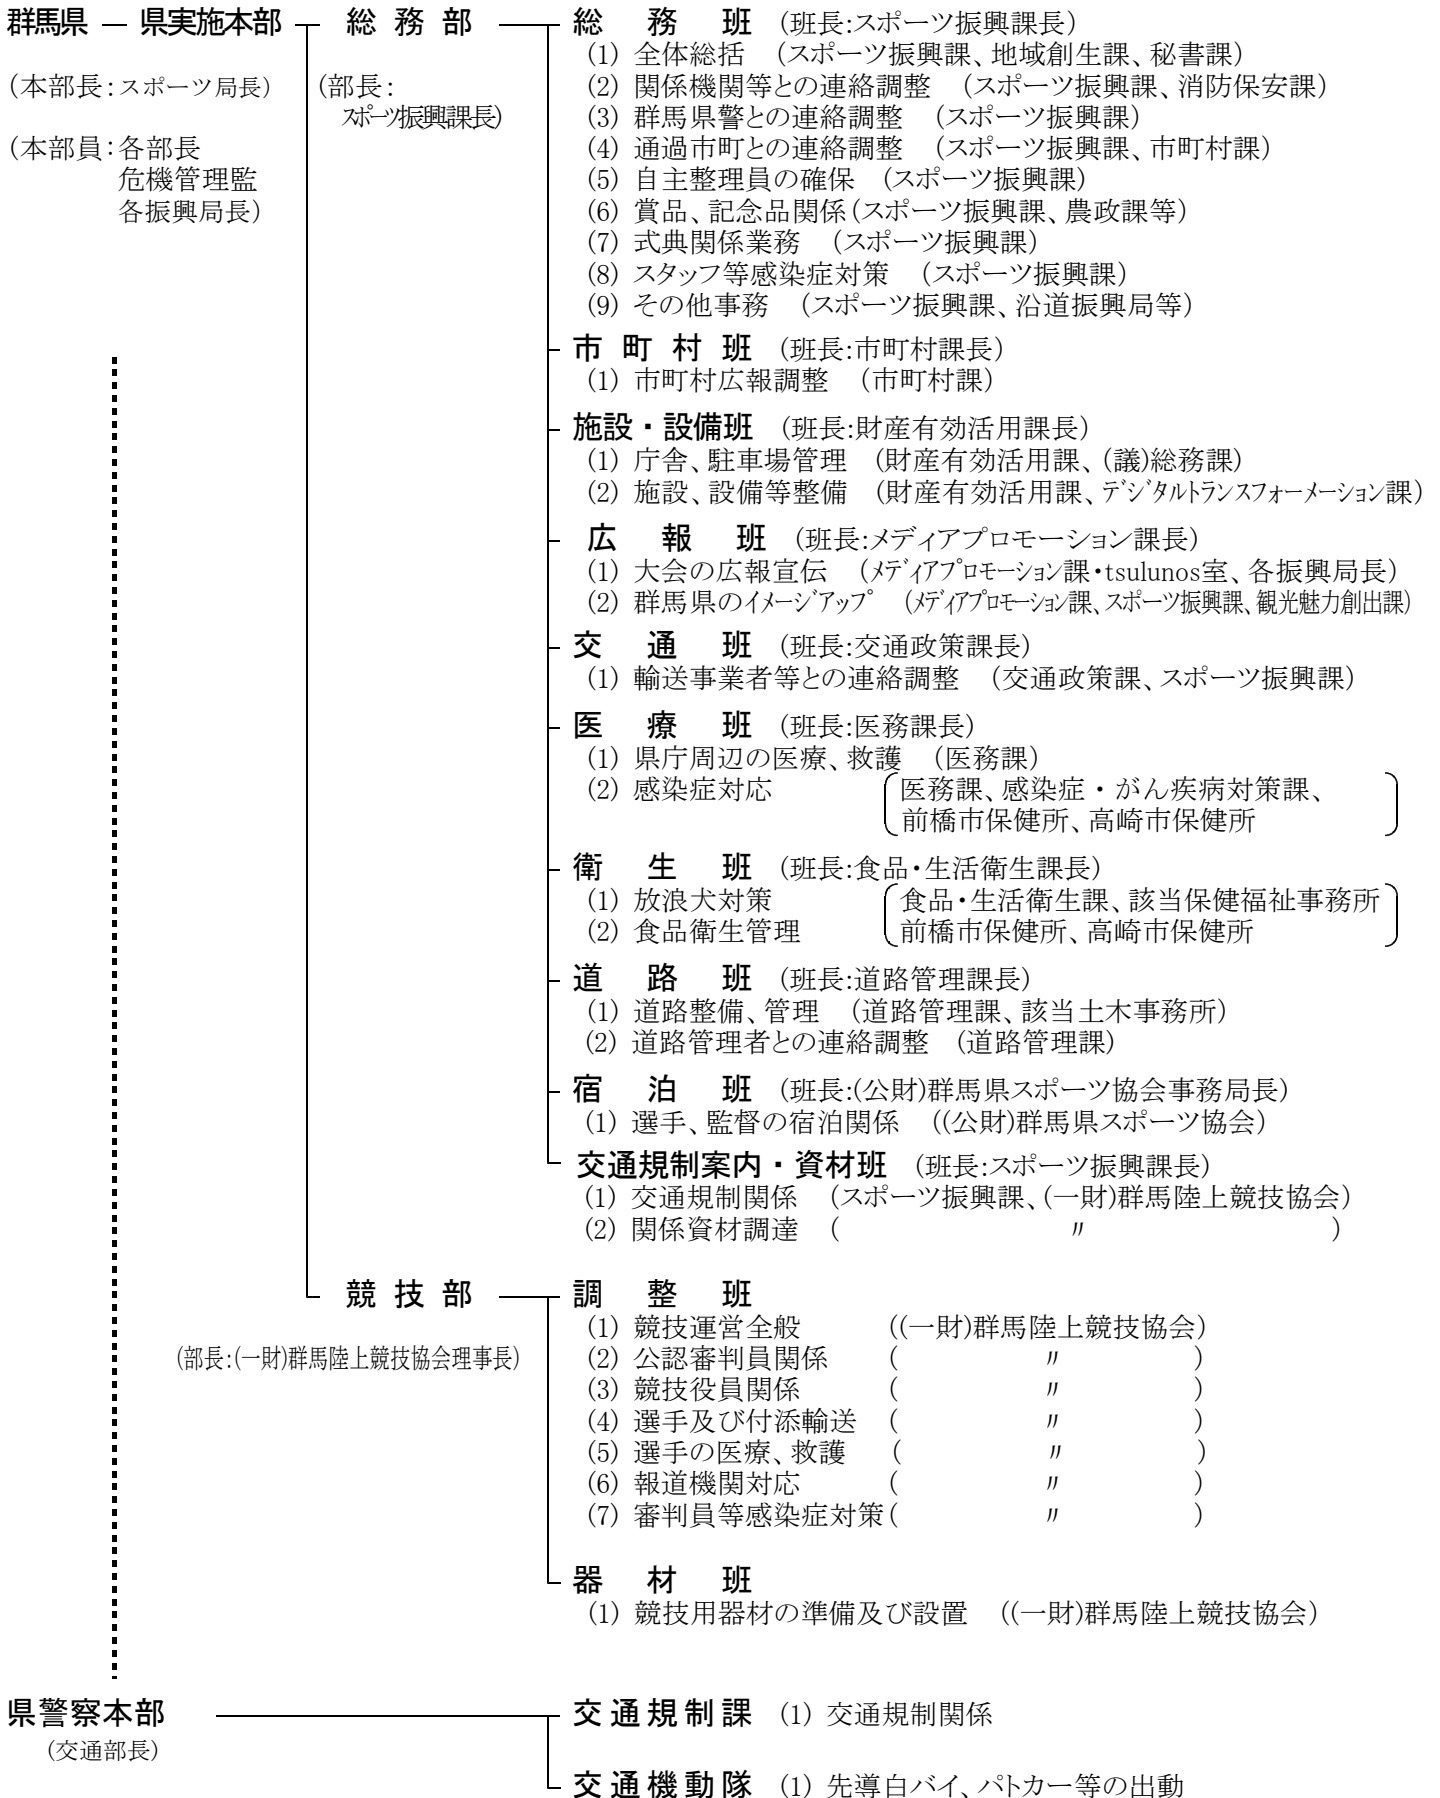 群馬県 ― 県実施本部 総務部 総務班 (班長:スポーツ振興課長)
(1) 全体総括 (スポーツ振興課、地域創生課、秘書課)
(本部長:スポーツ局長) (部長: (2) 関係機関等との連絡調整 (スポーツ振興課、消防保安課)
スポーツ振興課長) (3) 群馬県警との連絡調整 (スポーツ振興課)
(本部員:各部長 (4) 通過市町との連絡調整 (スポーツ振興課、市町村課)
危機管理監 (5) 自主整理員の確保 (スポーツ振興課)
各振興局長) (6) 賞品、記念品関係(スポーツ振興課、農政課等)
(7) 式典関係業務 (スポーツ振興課)
(8) スタッフ等感染症対策 (スポーツ振興課)
(9) その他事務 (スポーツ振興課、沿道振興局等)
市町村班 (班長:市町村課長)
(1) 市町村広報調整 (市町村課)
施設・設備班 (班長:財産有効活用課長)
(1) 庁舎、駐車場管理 (財産有効活用課、(議)総務課)
(2) 施設、設備等整備 (財産有効活用課、デジタルトランスフォーメーション課)
広報班 (班長:メディアプロモーション課長)
(1) 大会の広報宣伝 (メディアプロモーション課・tsulunos室、各振興局長)
(2) 群馬県のイメージアップ (メディアプロモーション課、スポーツ振興課、観光魅力創出課)
交通班 (班長:交通政策課長)
(1) 輸送事業者等との連絡調整 (交通政策課、スポーツ振興課)
医療班 (班長:医務課長)
(1) 県庁周辺の医療、救護 (医務課)
(2) 感染症対応 医務課、感染症・がん疾病対策課、
前橋市保健所、高崎市保健所
衛生班 (班長:食品・生活衛生課長)
(1) 放浪犬対策 食品・生活衛生課、該当保健福祉事務所
(2) 食品衛生管理 前橋市保健所、高崎市保健所
道路班 (班長:道路管理課長)
(1) 道路整備、管理 (道路管理課、該当土木事務所)
(2) 道路管理者との連絡調整 (道路管理課)
宿泊班 (班長:(公財)群馬県スポーツ協会事務局長)
(1) 選手、監督の宿泊関係 ((公財)群馬県スポーツ協会)
交通規制案内・資材班 (班長:スポーツ振興課長)
(1) 交通規制関係 (スポーツ振興課、(一財)群馬陸上競技協会)
(2) 関係資材調達 ( 〃 )
競技部 調整班
(1) 競技運営全般 ((一財)群馬陸上競技協会)
(部長:(一財)群馬陸上競技協会理事長) (2) 公認審判員関係 ( 〃 )
(3) 競技役員関係 ( 〃 )
(4) 選手及び付添輸送 ( 〃 )
(5) 選手の医療、救護 ( 〃 )
(6) 報道機関対応 ( 〃 )
(7) 審判員等感染症対策( 〃 )
器材班
(1) 競技用器材の準備及び設置 ((一財)群馬陸上競技協会)
県警察本部 交通規制課 (1) 交通規制関係
(交通部長)
交通機動隊 (1) 先導白バイ、パトカー等の出動